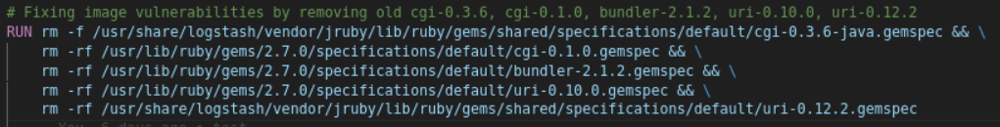 # Fixing image vulnerabilities by removing old cgi-0.3.6, cgi-0.1.0, bundler-2.1.2, uri-0.10.0, uri-0.12.2
RUN rm -f /usr/share/logstash/vendor/jruby/lib/ruby/gems/shared/specifications/default/cgi-0.3.6-java.gemspec && \
rm -rf /usr/lib/ruby/gems/2.7.0/specifications/default/cgi-0.1.0.gemspec && \
rm -rf /usr/lib/ruby/gems/2.7.0/specifications/default/bundler-2.1.2.gemspec && \
rm -rf /usr/lib/ruby/gems/2.7.0/specifications/default/uri-0.10.0.gemspec && \
rm -rf /usr/share/logstash/vendor/jruby/lib/ruby/gems/shared/specifications/default/uri-0.12.2.gemspec
You, 6 days ago • test